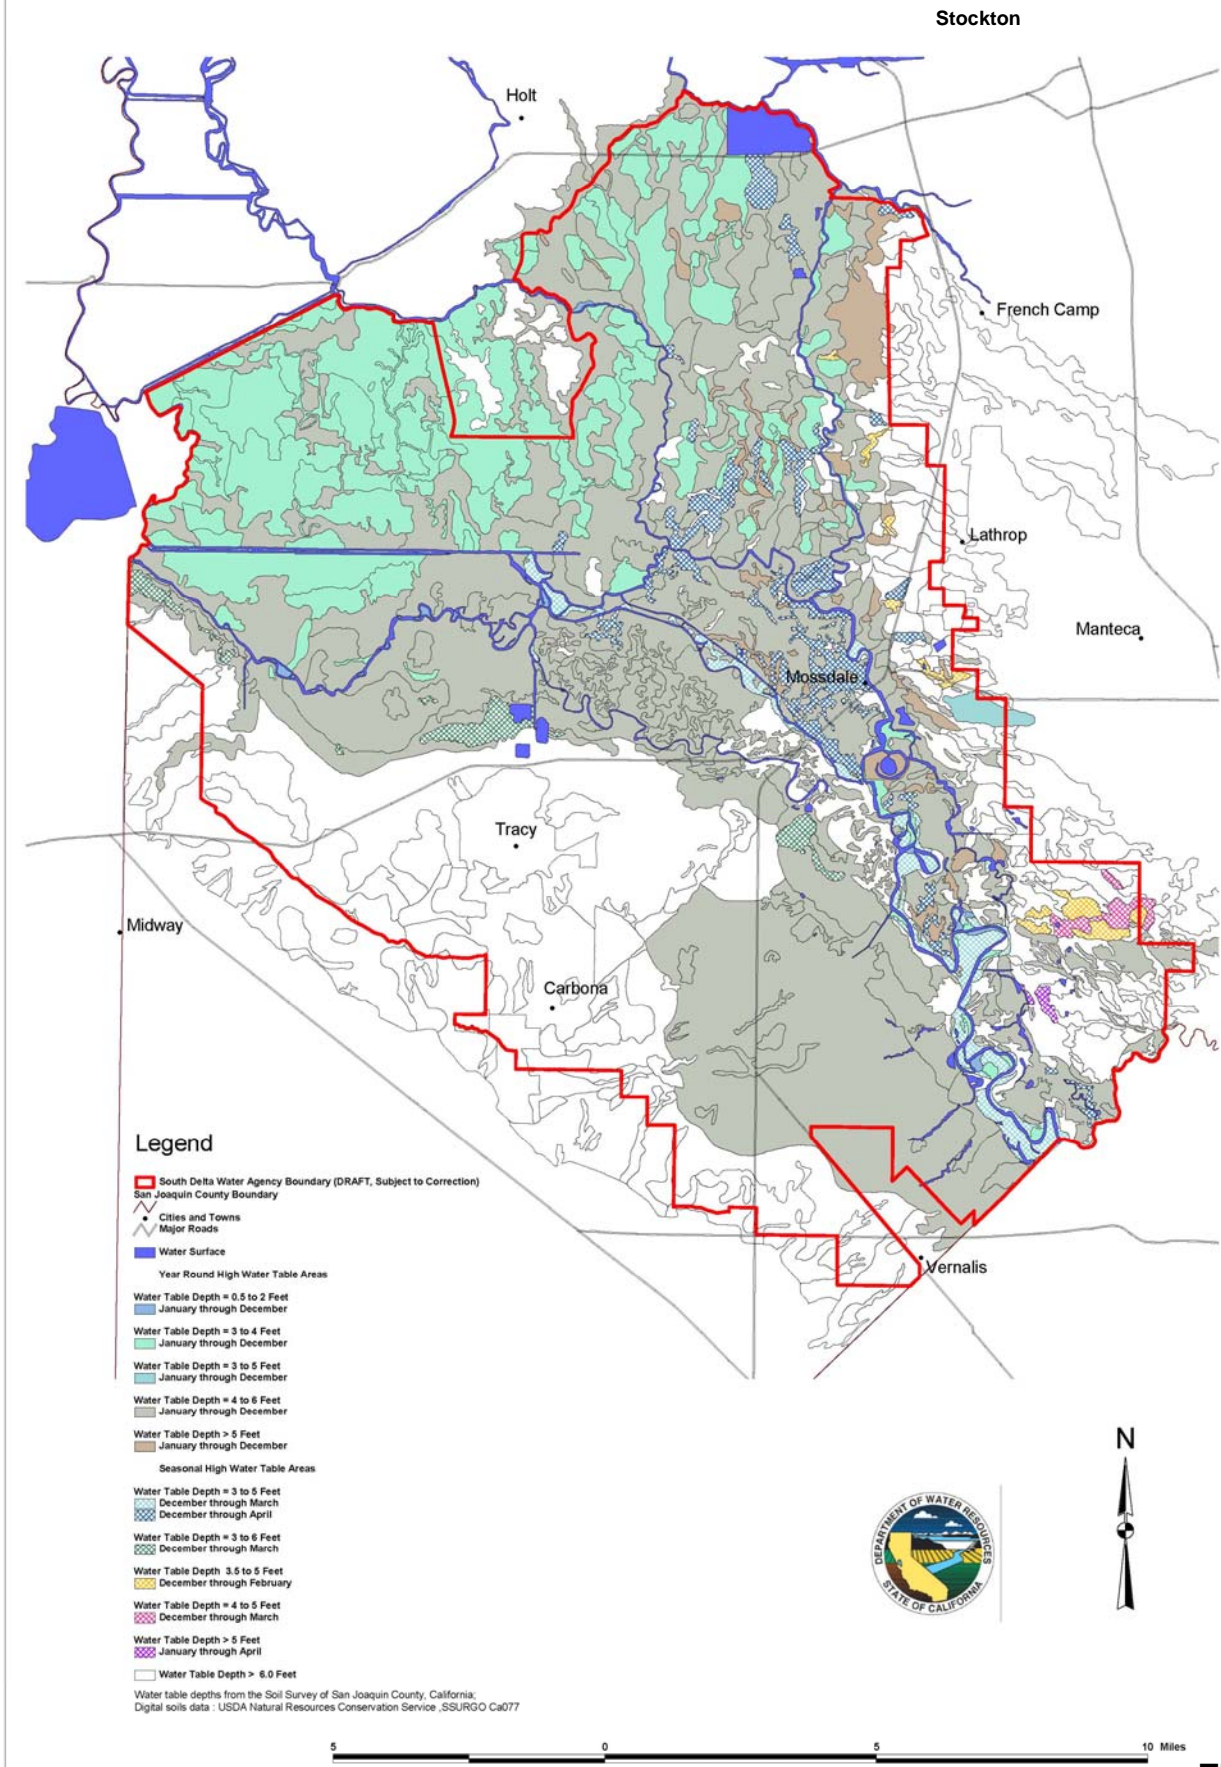 Stockton
Holt
French Camp
Lathrop
Manteca
Mossdale
Tracy
Midway
Carbona
Vernalis
Legend
South Delta Water Agency Boundary (DRAFT, Subject to Correction)
San Joaquin County Boundary
Cities and Towns
Major Roads
Water Surface
Year Round High Water Table Areas
Water Table Depth = 0.5 to 2 Feet
January through December
Water Table Depth = 3 to 4 Feet
January through December
Water Table Depth = 3 to 5 Feet
January through December
Water Table Depth = 4 to 6 Feet
January through December
Water Table Depth > 5 Feet
January through December
Seasonal High Water Table Areas
Water Table Depth = 3 to 5 Feet
December through March
December through April
Water Table Depth = 3 to 6 Feet
December through March
Water Table Depth 3.5 to 5 Feet
December through February
Water Table Depth = 4 to 5 Feet
December through March
Water Table Depth > 5 Feet
January through April
Water Table Depth > 6.0 Feet
Water table depths from the Soil Survey of San Joaquin County, California;
Digital soils data : USDA Natural Resources Conservation Service ,SSURGO Ca077
N
DEPARTMENT OF WATER RESOURCES
STATE OF CALIFORNIA
5 0 5 10 Miles